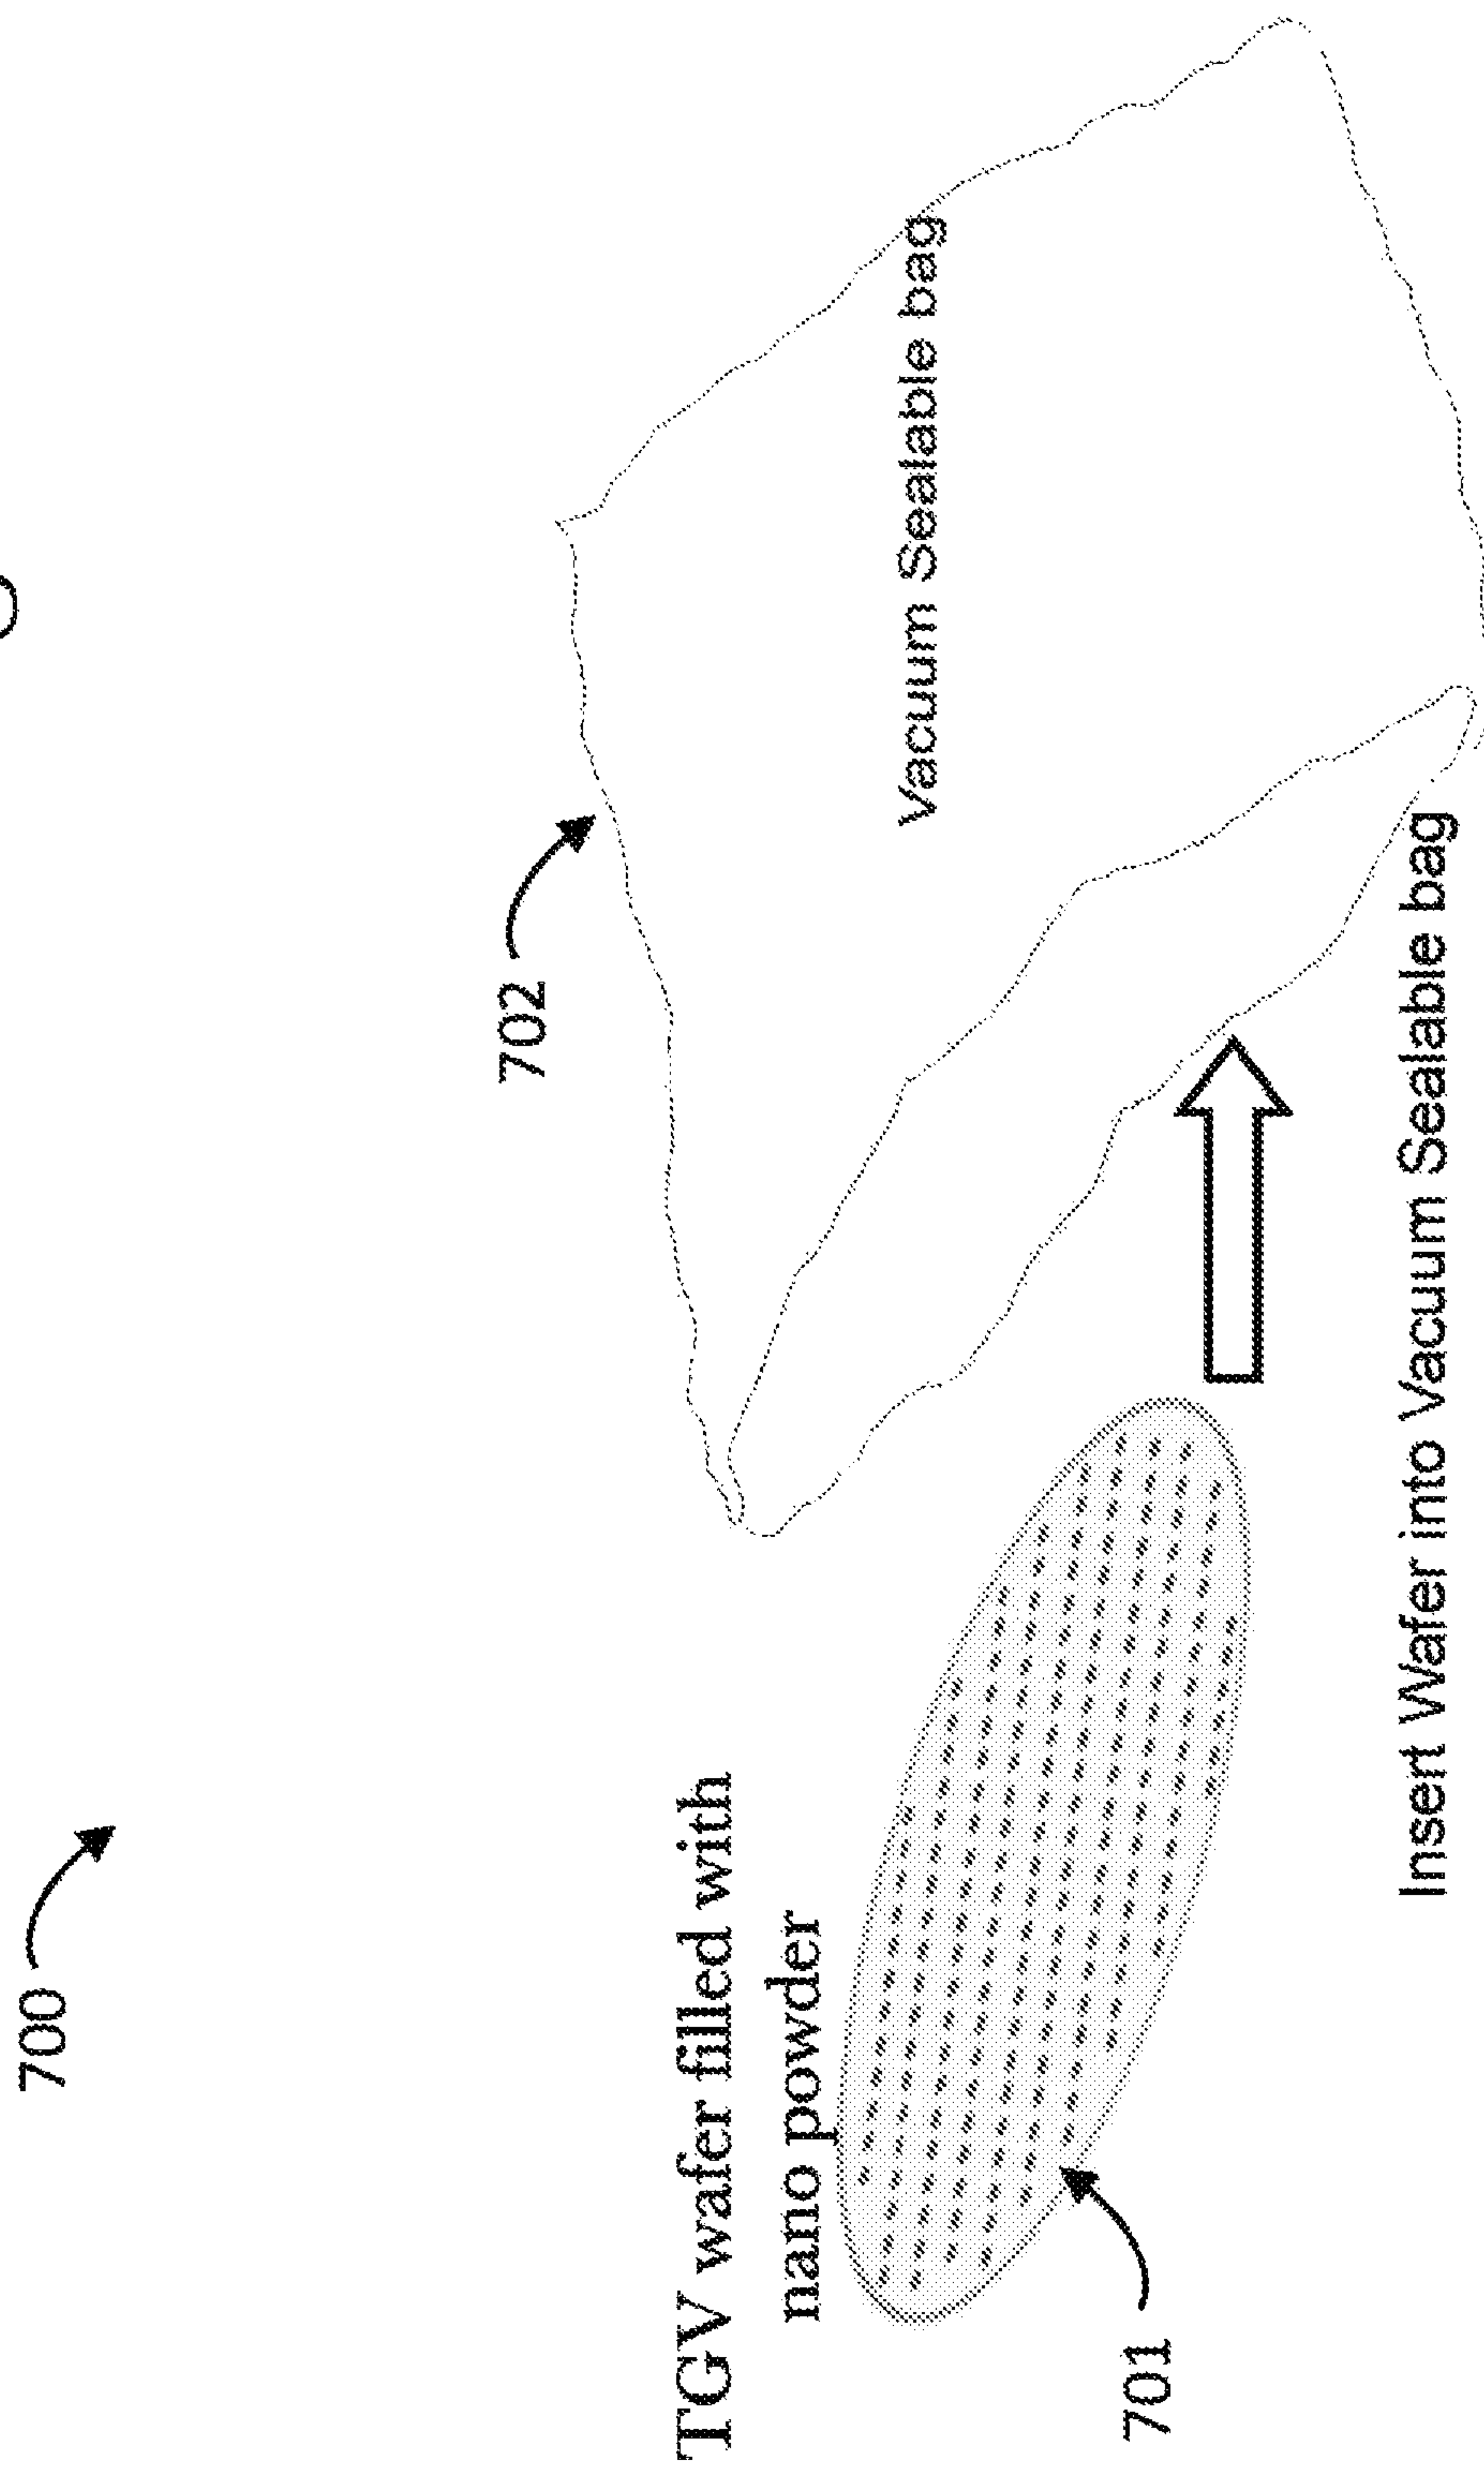 700
702
TGV wafer filled with
nano powder
Vacuum Sealable bag
701
Insert Wafer into Vacuum Sealable bag